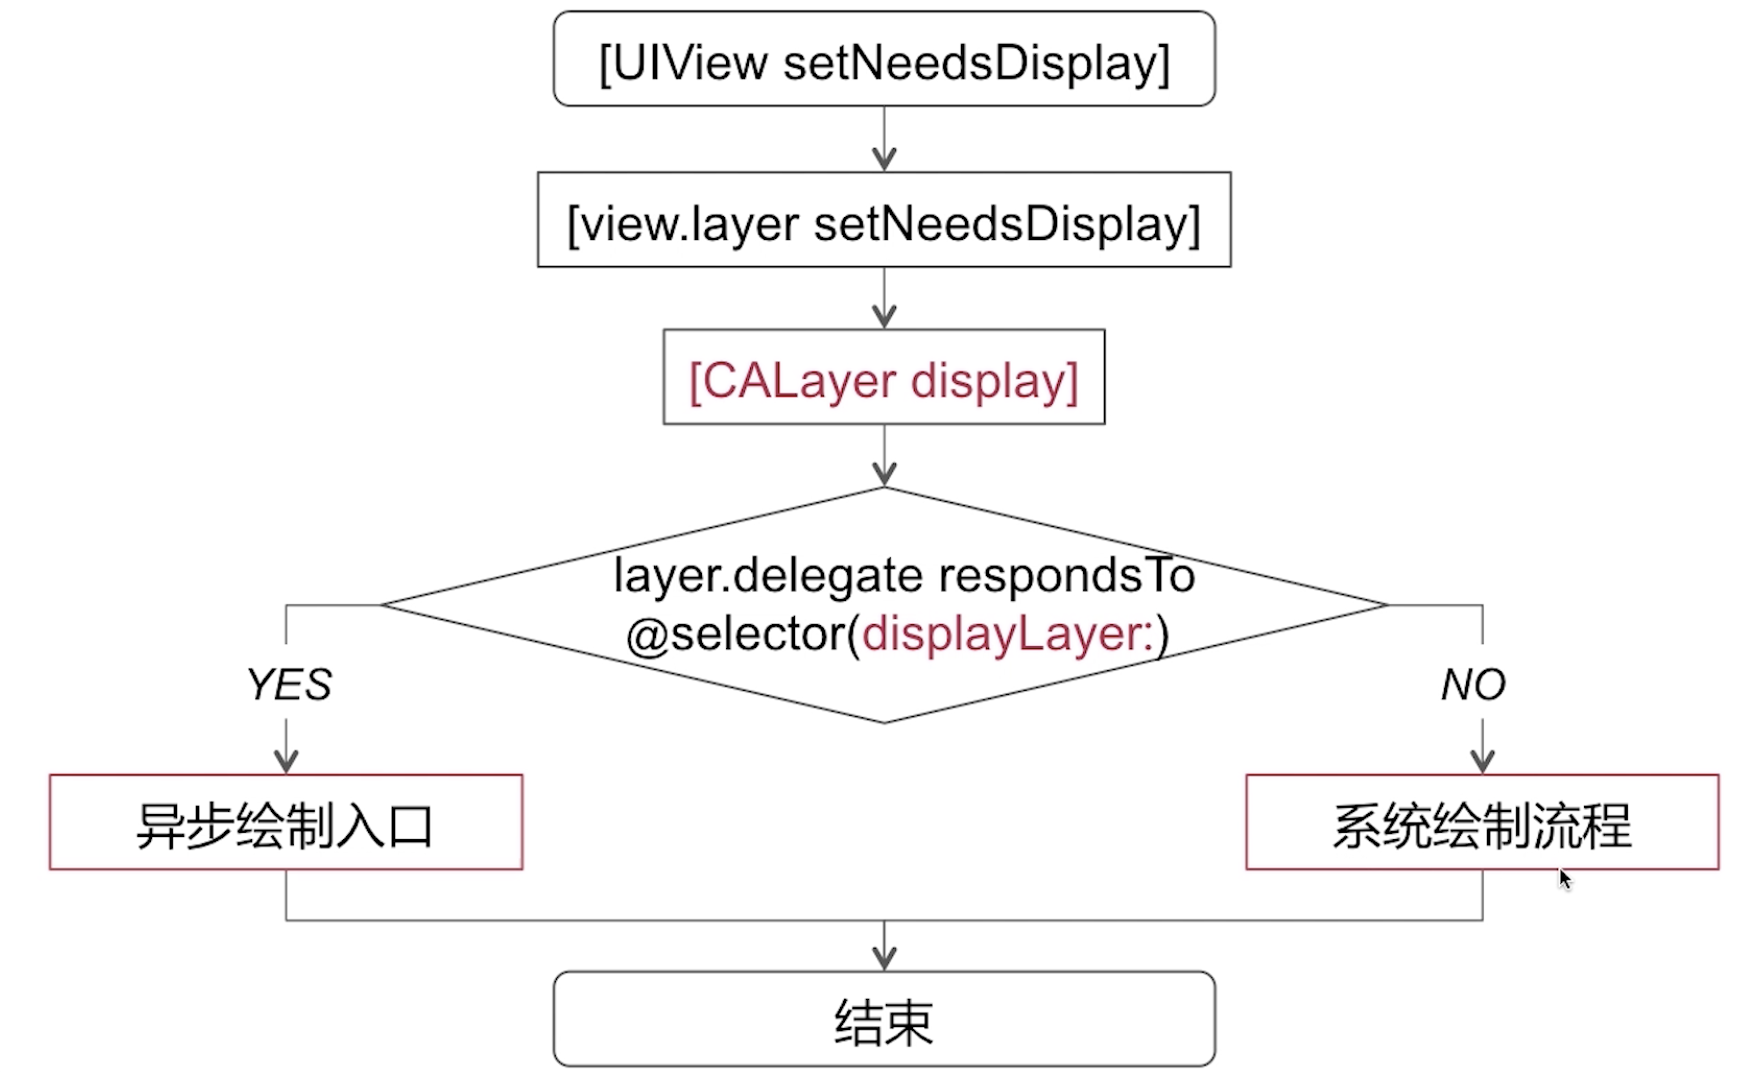 [UIView setNeedsDisplay]
[view.layer setNeedsDisplay]
[CALayer display]
layer.delegate respondsTo
@selector(displayLayer:)
YES
NO
异步绘制入口
系统绘制流程
结束